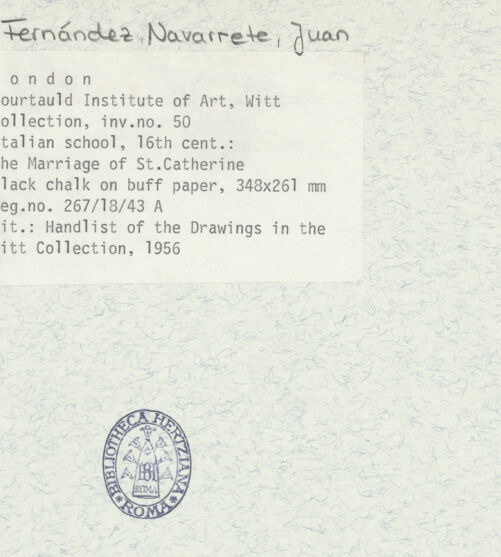 Fernández, Navarrete, Juan
ondon
ourtauld Institute of Art, Witt
ollection, inv.no. 50
talian school, 16th cent.:
he Marriage of St.Catherine
lack chalk on buff paper, 348x261 mm
eg.no. 267/18/43 A
it.: Handlist of the Drawings in the
itt Collection, 1956
BIBLIOTHECA HERTZIANA
BH
ROMA
*ROMA*